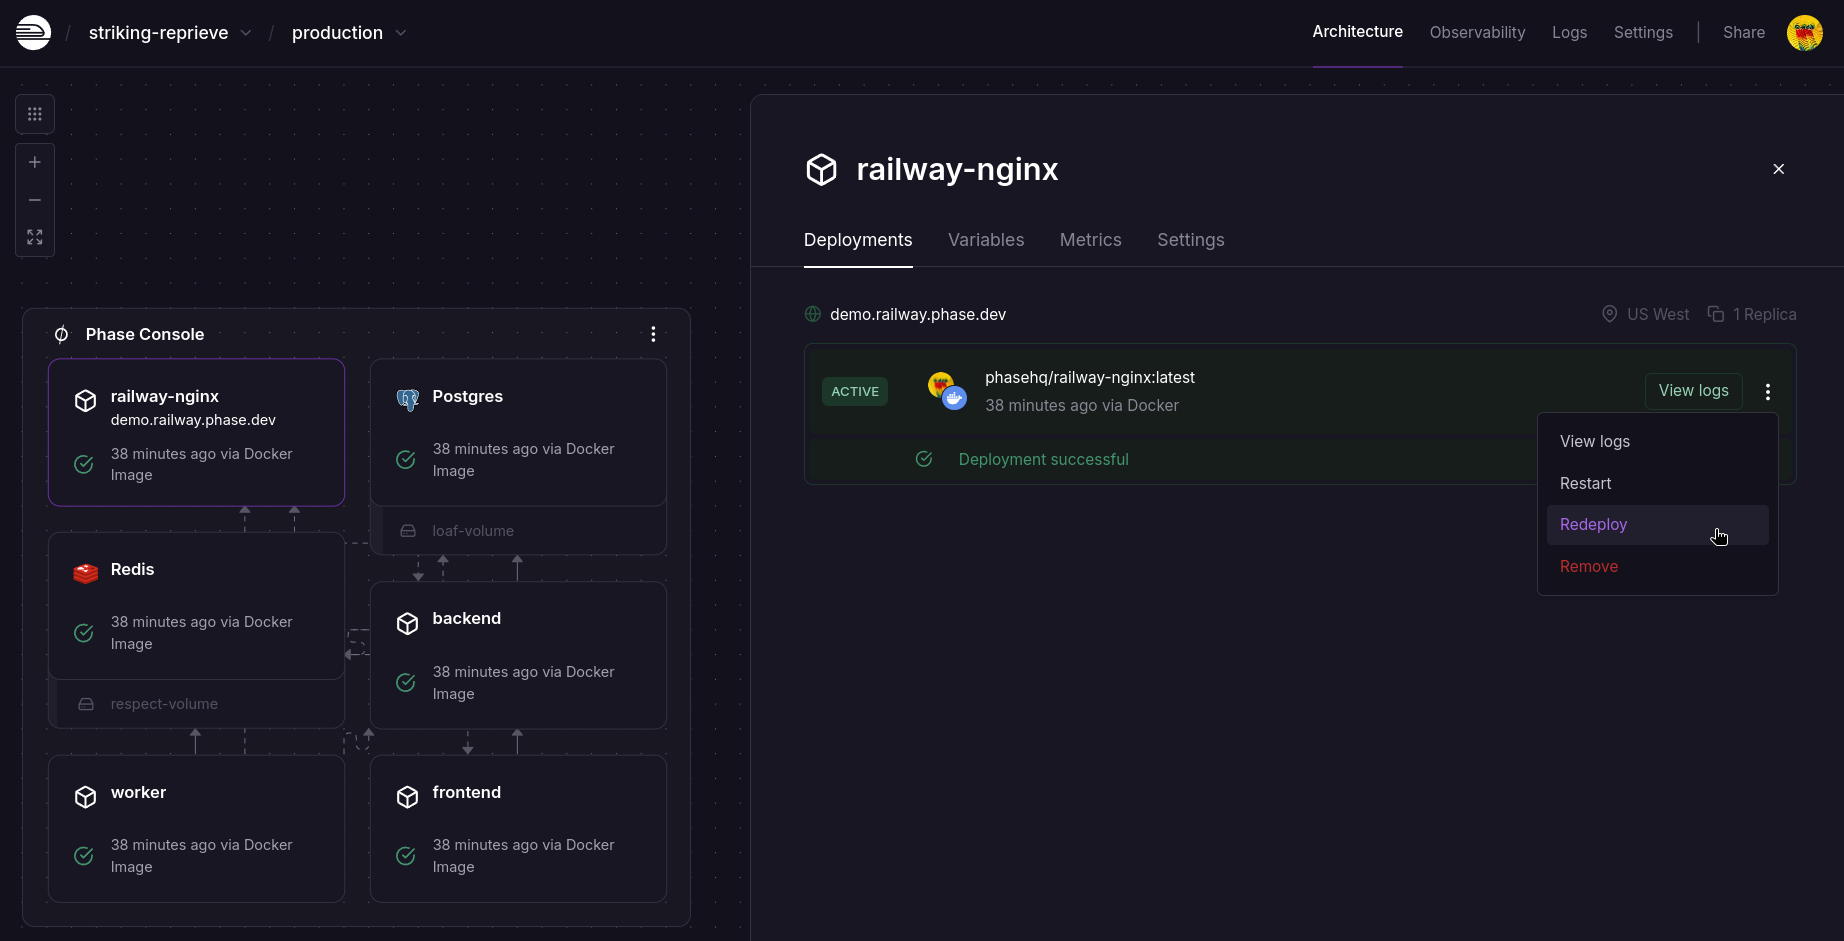 / striking-reprieve / production
Architecture Observability Logs Settings Share
Phase Console
railway-nginx
demo.railway.phase.dev
38 minutes ago via Docker
Image
Postgres
38 minutes ago via Docker
Image
loaf-volume
Redis
38 minutes ago via Docker
Image
respect-volume
backend
38 minutes ago via Docker
Image
worker
38 minutes ago via Docker
Image
frontend
38 minutes ago via Docker
Image
railway-nginx
Deployments Variables Metrics Settings
demo.railway.phase.dev US West 1 Replica
ACTIVE
phasehq/railway-nginx:latest
38 minutes ago via Docker
View logs
Deployment successful
View logs
Restart
Redeploy
Remove